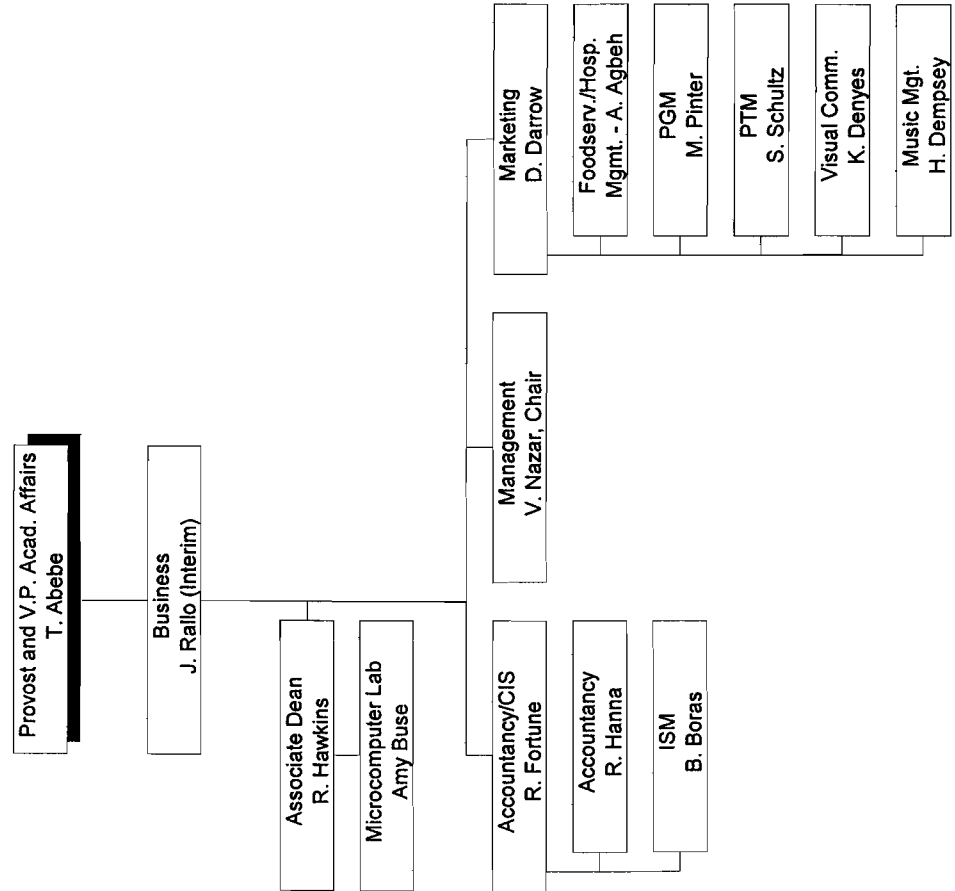 Provost and V.P. Acad. Affairs
T. Abebe
Business
J. Rallo (Interim)
Associate Dean
R. Hawkins
Microcomputer Lab
Amy Buse
Accountancy/CIS
R. Fortune
Accountancy
R. Hanna
ISM
B. Boras
Management
V. Nazar, Chair
Marketing
D. Darrow
Foodserv./Hosp.
Mgmt. - A. Agbeh
PGM
M. Pinter
PTM
S. Schultz
Visual Comm.
K. Denyes
Music Mgt.
H. Dempsey